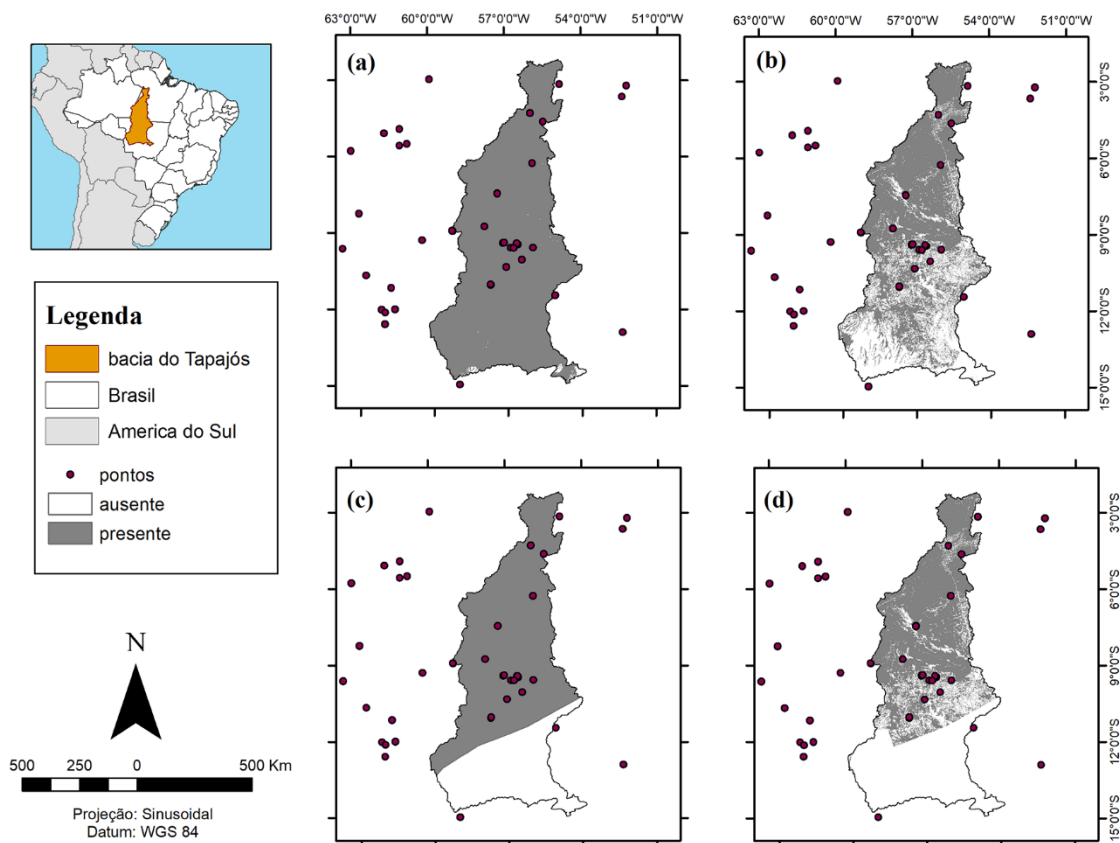 63°0'0"W 60°0'0"W 57°0'0"W 54°0'0"W 51°0'0"W
63°0'0"W 60°0'0"W 57°0'0"W 54°0'0"W 51°0'0"W
(a)
(b)
3°0'0"S
6°0'0"S
9°0'0"S
12°0'0"S
15°0'0"S
Legenda
bacia do Tapajós
Brasil
America do Sul
pontos
ausente
presente
(c)
(d)
3°0'0"S
6°0'0"S
9°0'0"S
12°0'0"S
15°0'0"S
N
500 250 0 500 Km
Projeção: Sinusoidal
Datum: WGS 84